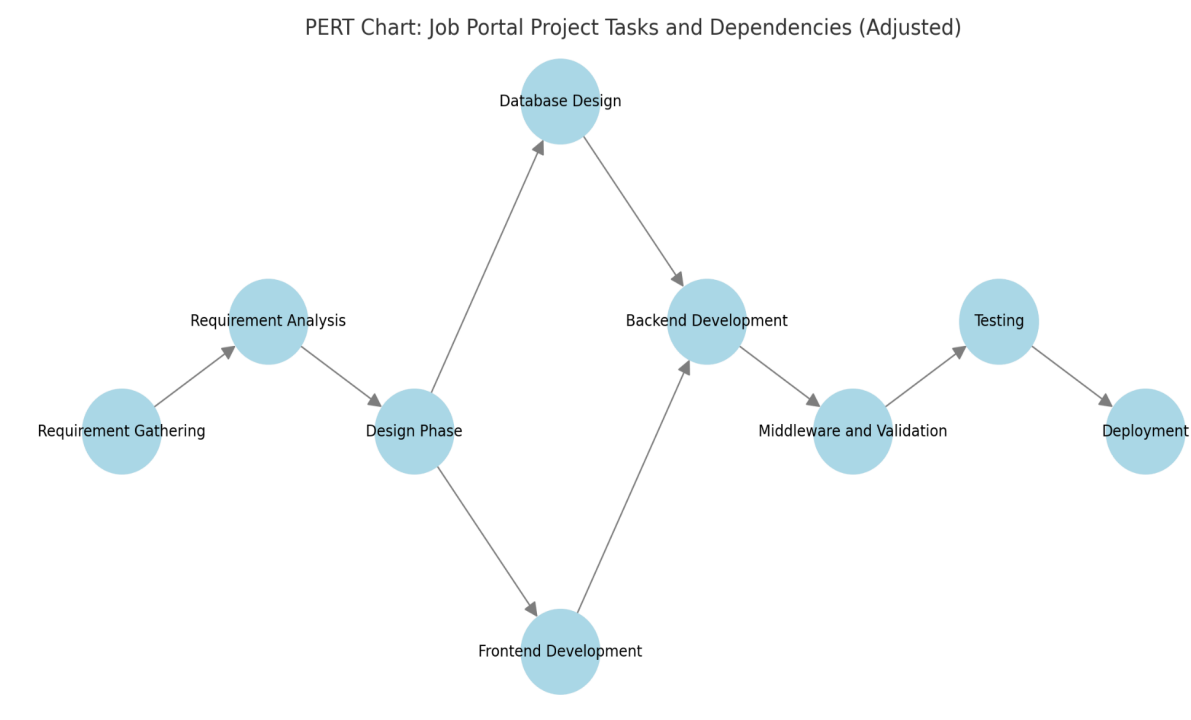 PERT Chart: Job Portal Project Tasks and Dependencies (Adjusted)
Database Design
Requirement Analysis
Backend Development
Testing
Requirement Gathering
Design Phase
Middleware and Validation
Deployment
Frontend Development